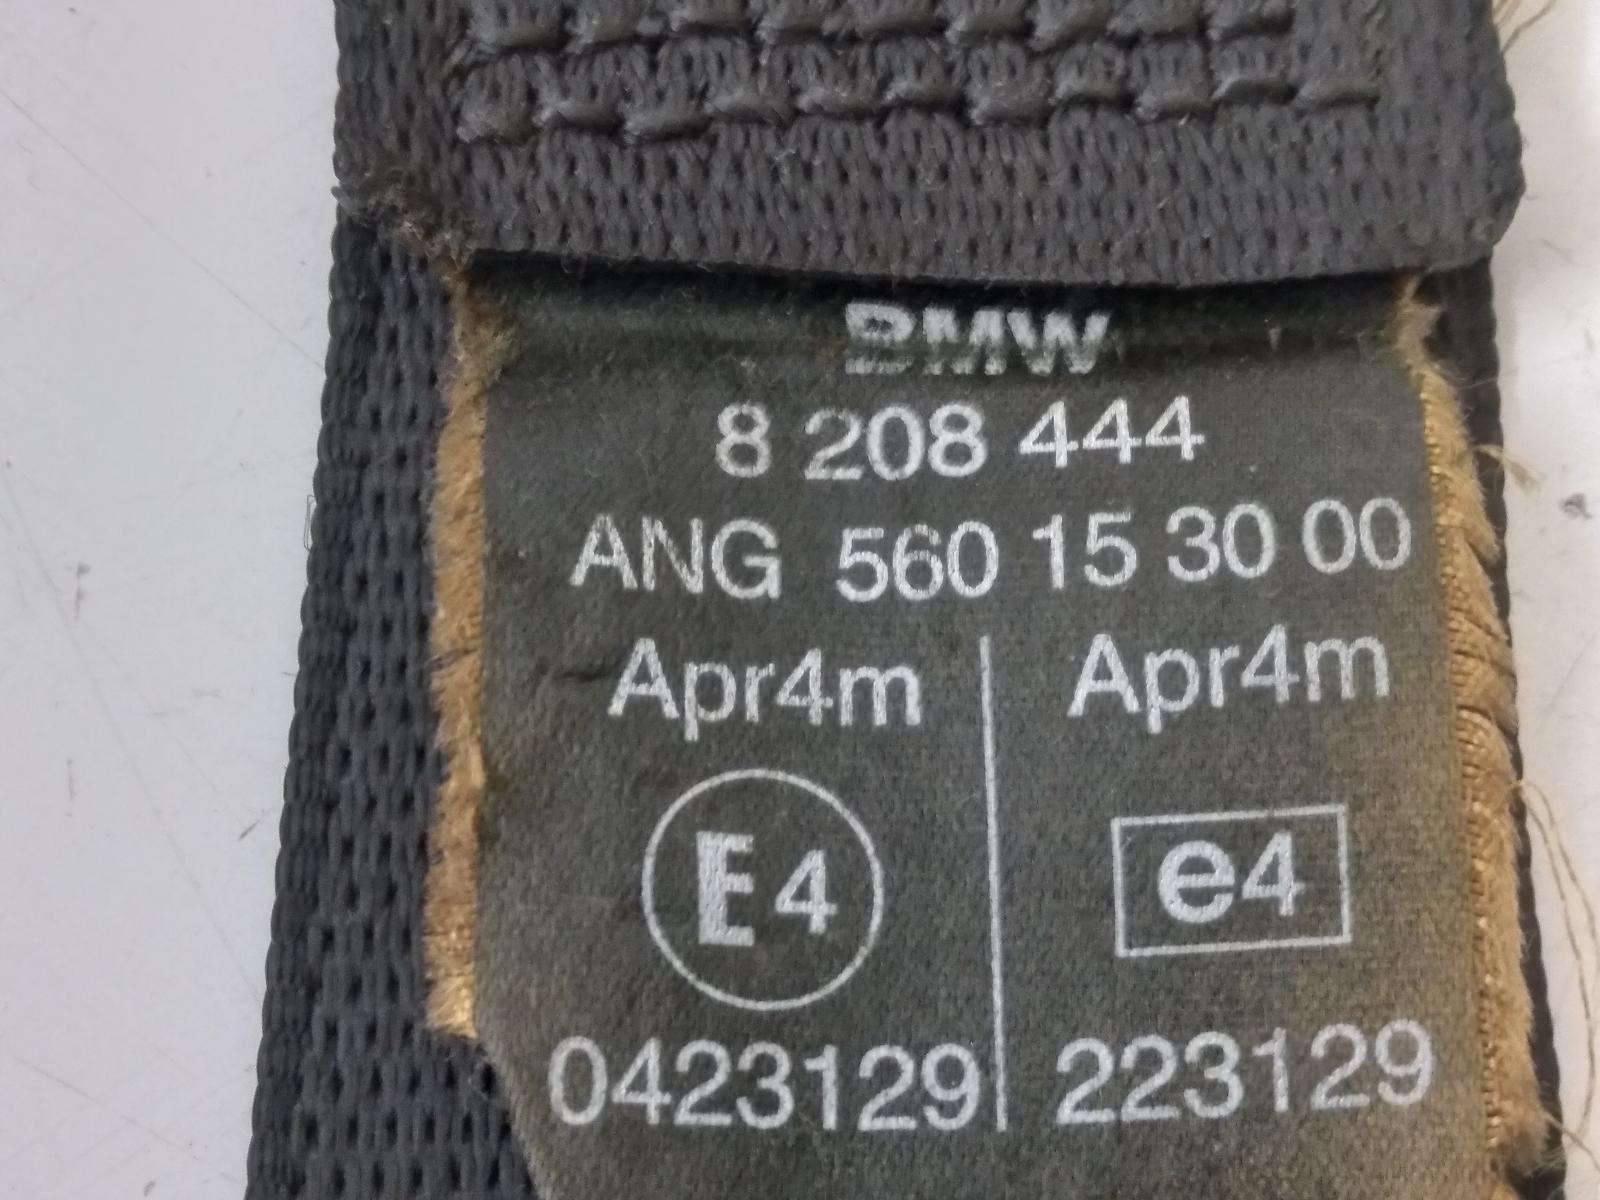 BMW
8 208 444
ANG 560 15 30 00
Apr4m Apr4m
E4 e4
0423129 223129